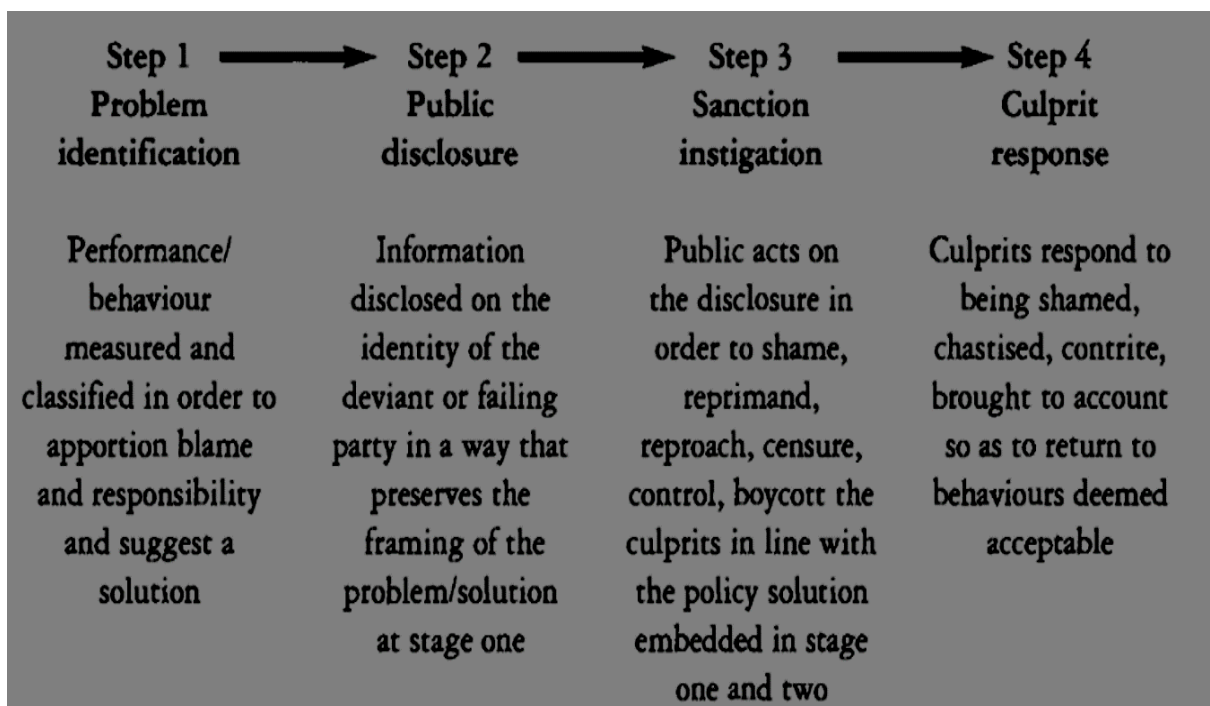 Step 1
Problem
identification
Performance/
behaviour
measured and
classified in order to
apportion blame
and responsibility
and suggest a
solution
Step 2
Public
disclosure
Information
disclosed on the
identity of the
deviant or failing
party in a way that
preserves the
framing of the
problem/solution
at stage one
Step 3
Sanction
instigation
Public acts on
the disclosure in
order to shame,
reprimand,
reproach, censure,
control, boycott the
culprits in line with
the policy solution
embedded in stage
one and two
Step 4
Culprit
response
Culprits respond to
being shamed,
chastised, contrite,
brought to account
so as to return to
behaviours deemed
acceptable